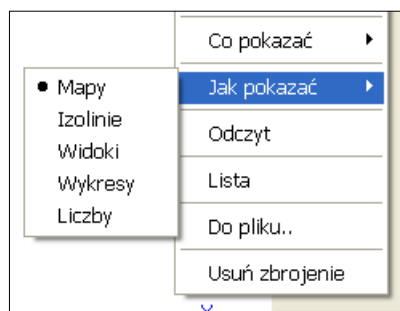 Co pokazać
Jak pokazać
Mapy
Izolinie
Widoki
Wykresy
Liczby
Odczyt
Lista
Do pliku..
Usuń zbrojenie